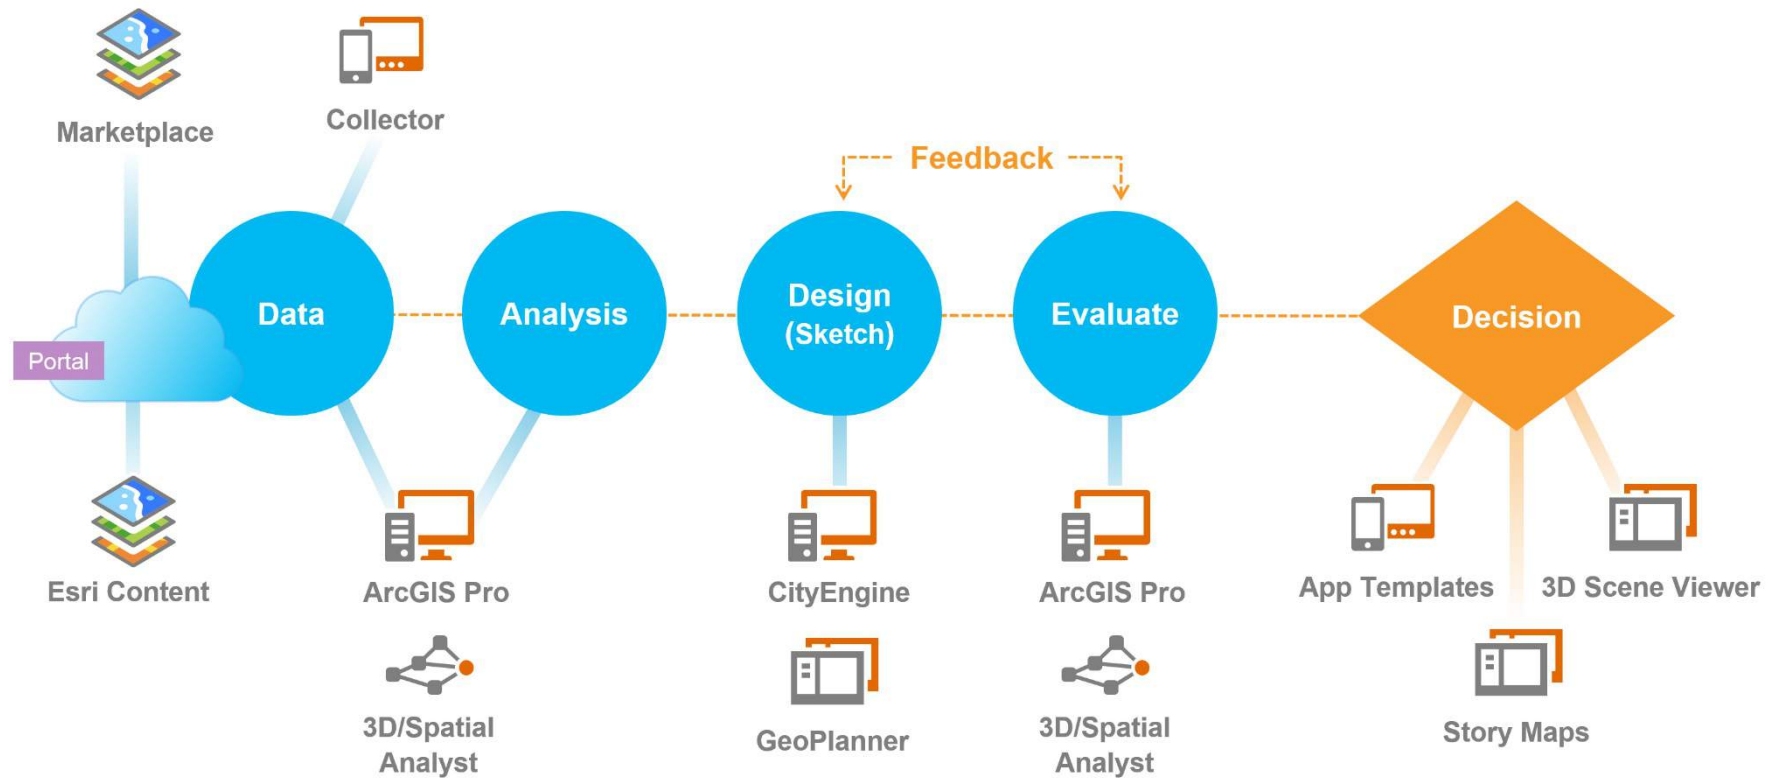 Marketplace
Collector
Feedback
Data
Analysis
Design
(Sketch)
Evaluate
Decision
Portal
Esri Content
ArcGIS Pro
CityEngine
ArcGIS Pro
App Templates
3D Scene Viewer
3D/Spatial
Analyst
GeoPlanner
3D/Spatial
Analyst
Story Maps